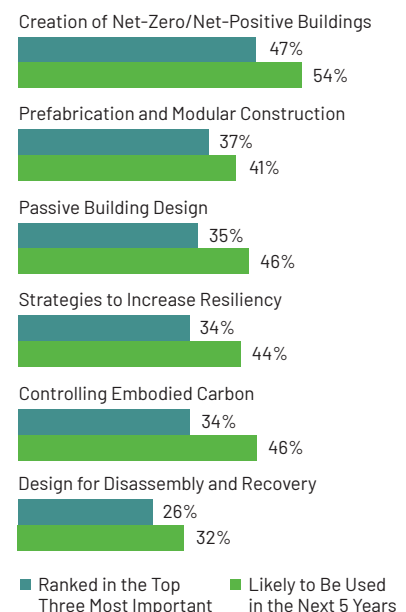 Creation of Net-Zero/Net-Positive Buildings
47%
54%
Prefabrication and Modular Construction
37%
41%
Passive Building Design
35%
46%
Strategies to Increase Resiliency
34%
44%
Controlling Embodied Carbon
34%
46%
Design for Disassembly and Recovery
26%
32%
Ranked in the Top
Three Most Important
Likely to Be Used
in the Next 5 Years